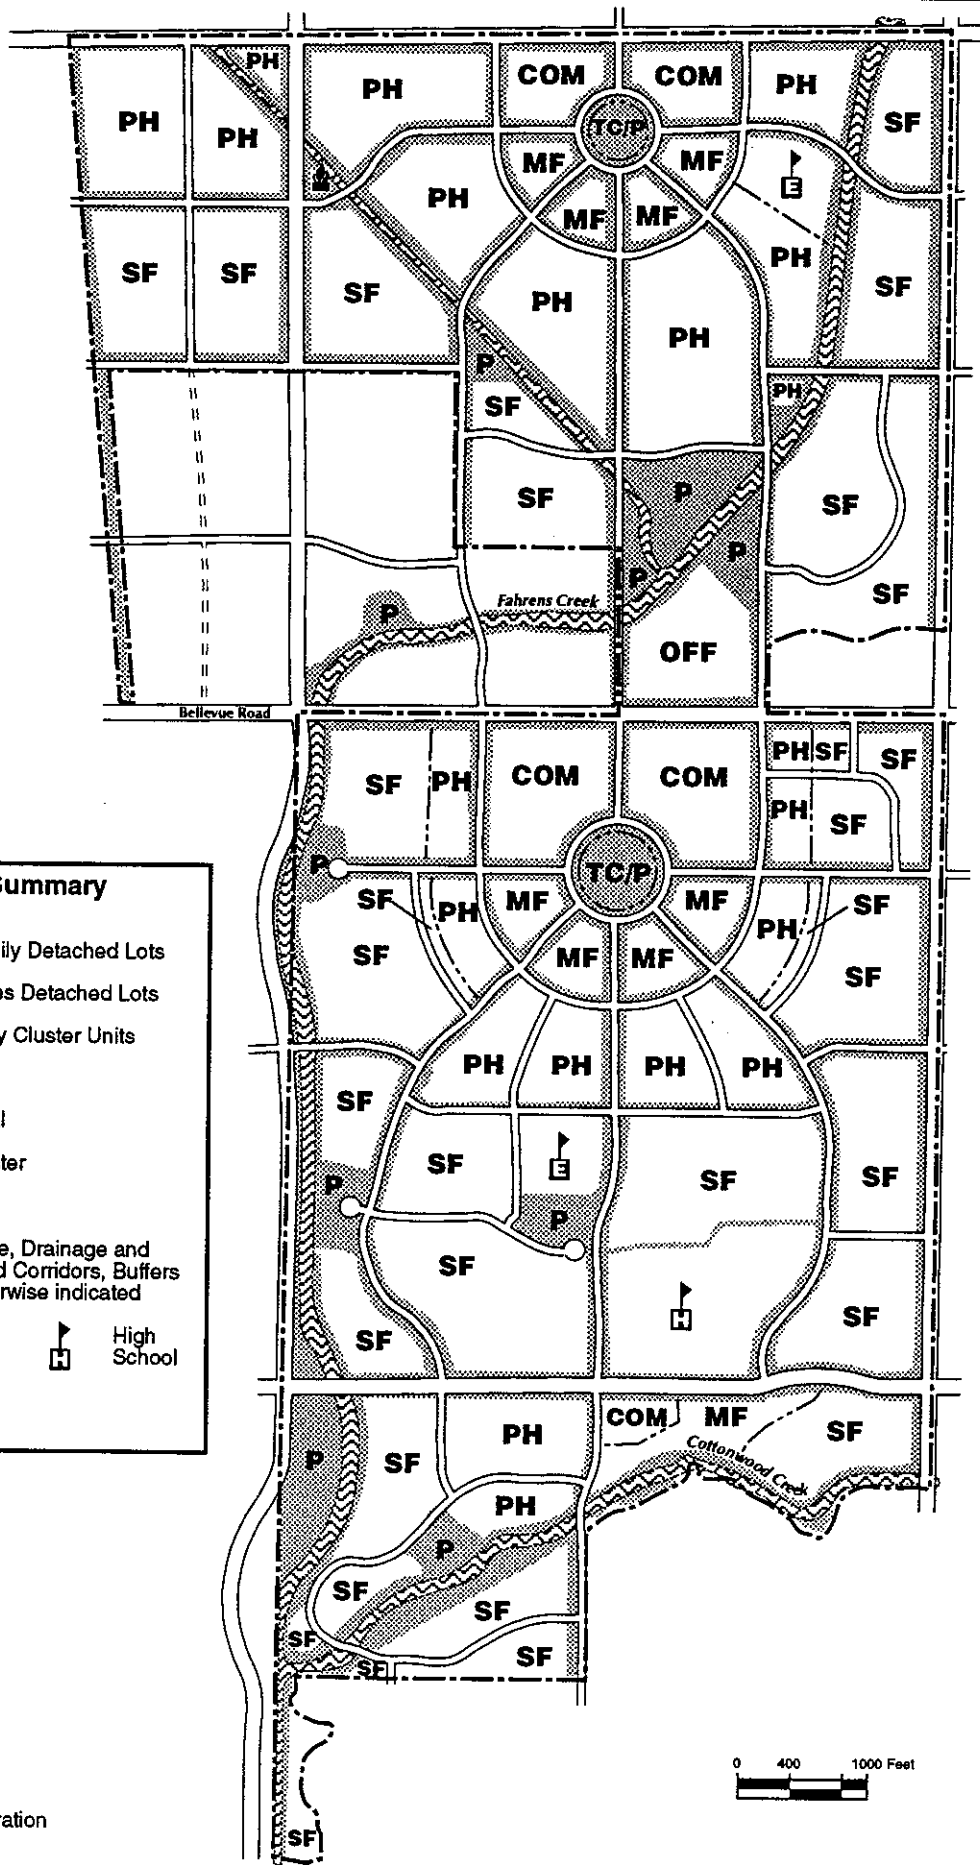 PH
PH
COM
COM
PH
PH
PH
TC/P
SF
MF
MF
E
PH
MF
MF
PH
SF
SF
SF
PH
SF
PH
P
PH
SF
P
SF
SF
P
P
P
Fahrens Creek
SF
OFF
Bellevue Road
SF
PH
COM
COM
PH
SF
SF
PH
SF
P
TC/P
SF
PH
MF
MF
PH
SF
SF
MF
MF
SF
PH
PH
PH
PH
SF
SF
E
SF
SF
P
P
SF
H
SF
SF
COM
MF
SF
PH
P
SF
Cottonwood Creek
PH
P
SF
SF
SF
SF
SF
SF
Summary
ily Detached Lots
es Detached Lots
y Cluster Units
l
ter
e, Drainage and
d Corridors, Buffers
rwise indicated
H
High
School
0 400 1000 Feet
ration